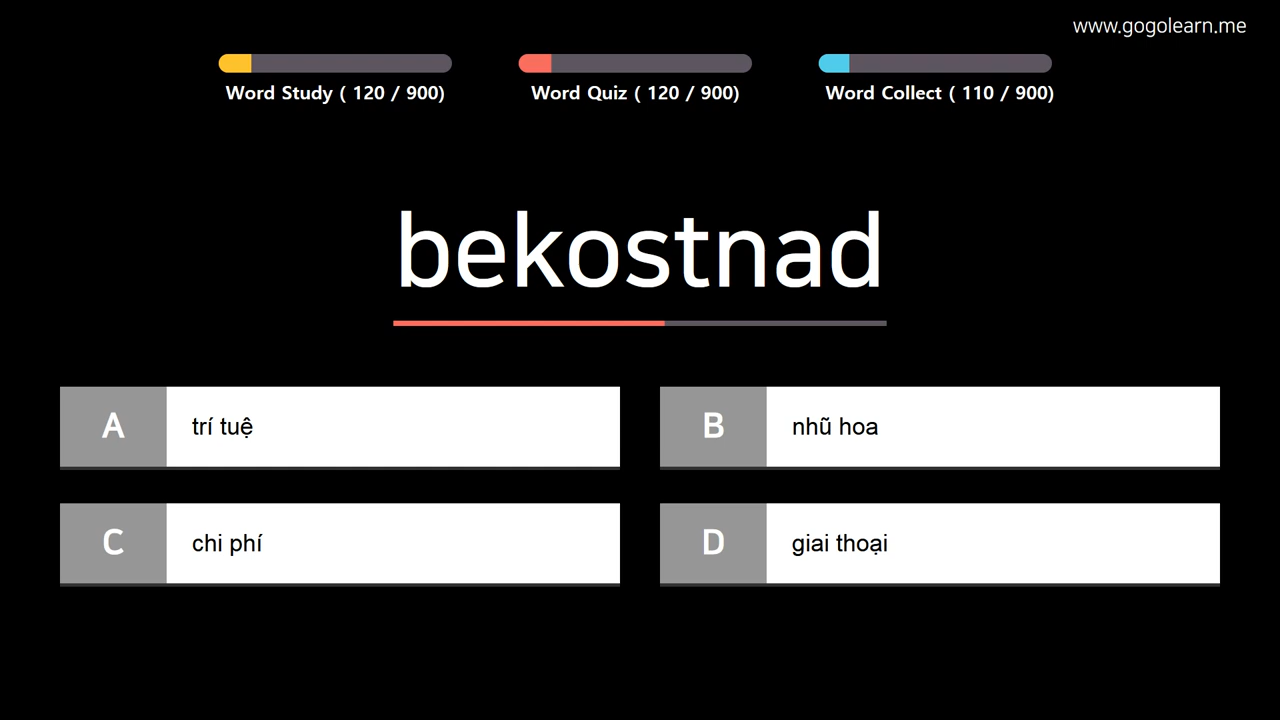 www.gogolearn.me
Word Study ( 120 / 900)
Word Quiz ( 120 / 900)
Word Collect ( 110 / 900)
bekostnad
A
trí tuệ
B
nhũ hoa
C
chi phí
D
giai thoại